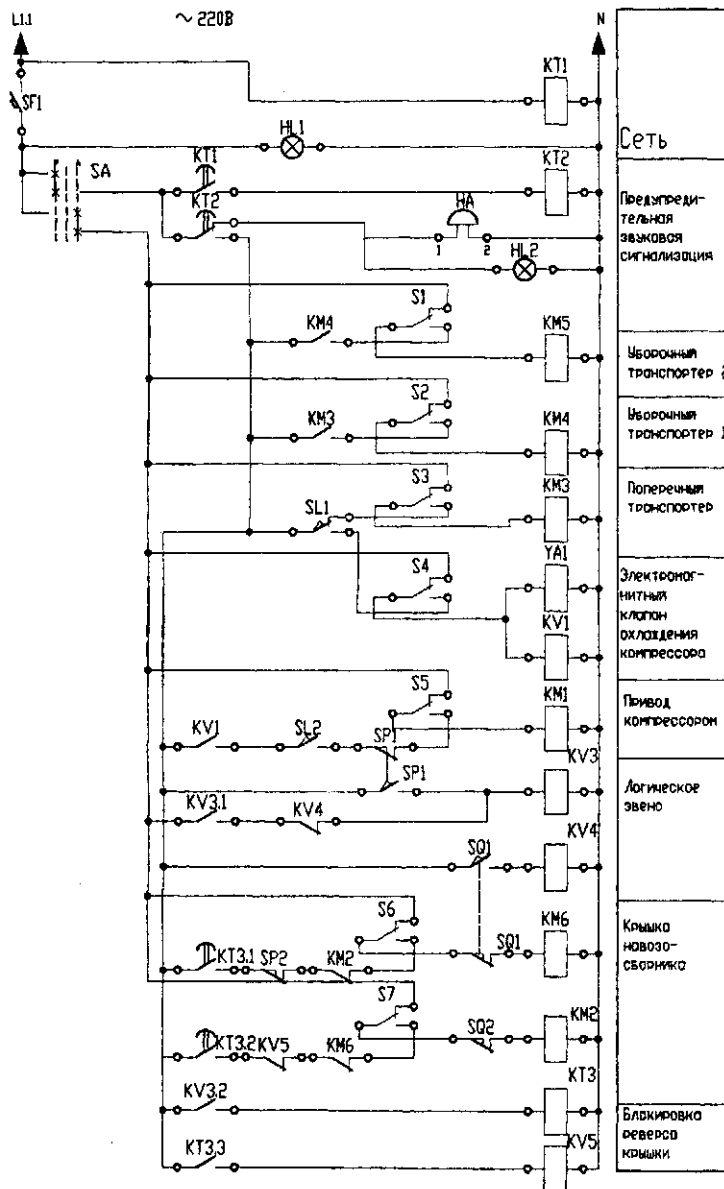 L1.1
~ 220В
N
KT1
SF1
HL1
Сеть
SA
KT1
KT2
KT2
HA
1
2
HL2
Предупреди-
тельная
звуковая
сигнализация
S1
KM4
KM5
Уборочный
транспортер 2
S2
KM3
KM4
Уборочный
транспортер 1
S3
SL1
KM3
Поперечный
транспортер
S4
YA1
KV1
Электромаг-
нитный
клапан
охлаждения
компрессора
S5
KM1
Привод
компрессором
KV1
SL2
SP1
KV3
SP1
Логическое
звено
KV3.1
KV4
KV4
SQ1
S6
KM6
Крышка
навозо-
сборника
KT3.1
SP2
KM2
SQ1
S7
KM2
KT3.2
KV5
KM6
SQ2
KT3
KV3.2
Блокировка
реверса
крышки
KT3.3
KV5